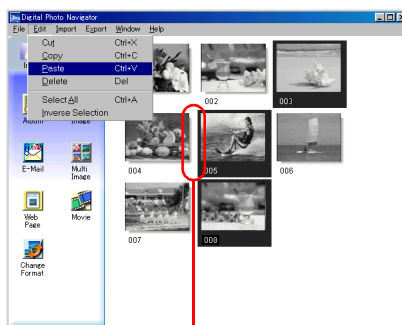 Digital Photo Navigator
File Edit Import Export Window Help
Cut Ctrl+X
Copy Ctrl+C
Paste Ctrl+V
Delete Del
Select All Ctrl+A
Inverse Selection
002
003
Album
Image
004
005
006
E-Mail
Multi
Image
007
008
Web
Page
Movie
Change
Format